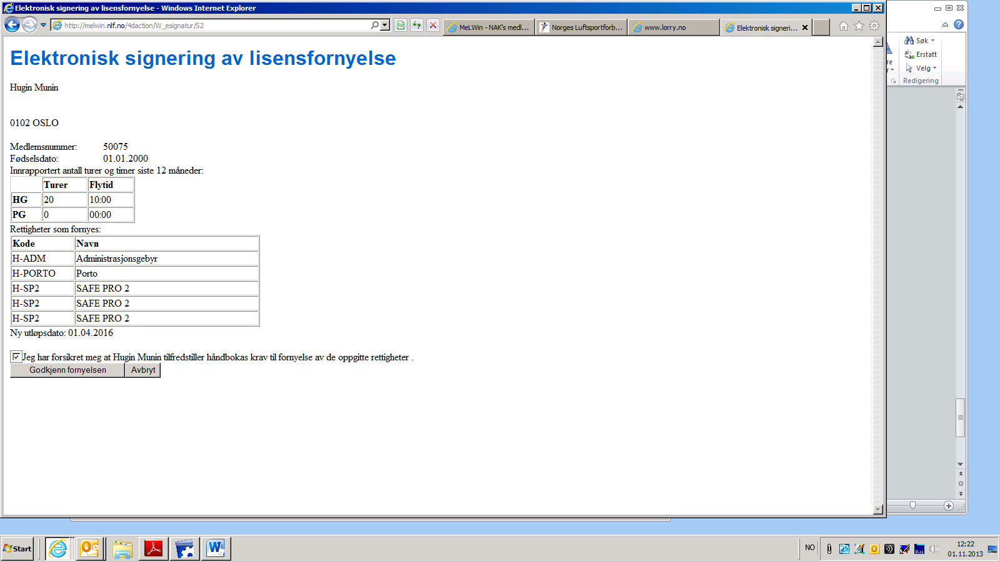 Elektronisk signering av lisensfornyelse - Windows Internet Explorer
http://melwin.nlf.no/4daction/W_esignatur/S2
MeLWin - NAK's medl...
Norges Luftsportforb...
www.lorry.no
Elektronisk signeri...
Søk
Erstatt
Velg
Redigering
Elektronisk signering av lisensfornyelse
Hugin Munin
0102 OSLO
Medlemsnummer: 50075
Fødselsdato: 01.01.2000
Innrapportert antall turer og timer siste 12 måneder:
Turer Flytid
HG 20 10:00
PG 0 00:00
Rettigheter som fornyes:
Kode Navn
H-ADM Administrasjonsgebyr
H-PORTO Porto
H-SP2 SAFE PRO 2
H-SP2 SAFE PRO 2
H-SP2 SAFE PRO 2
Ny utløpsdato: 01.04.2016
Jeg har forsikret meg at Hugin Munin tilfredstiller håndbokas krav til fornyelse av de oppgitte rettigheter .
Godkjenn fornyelsen Avbryt
Start
NO
12:22
01.11.2013